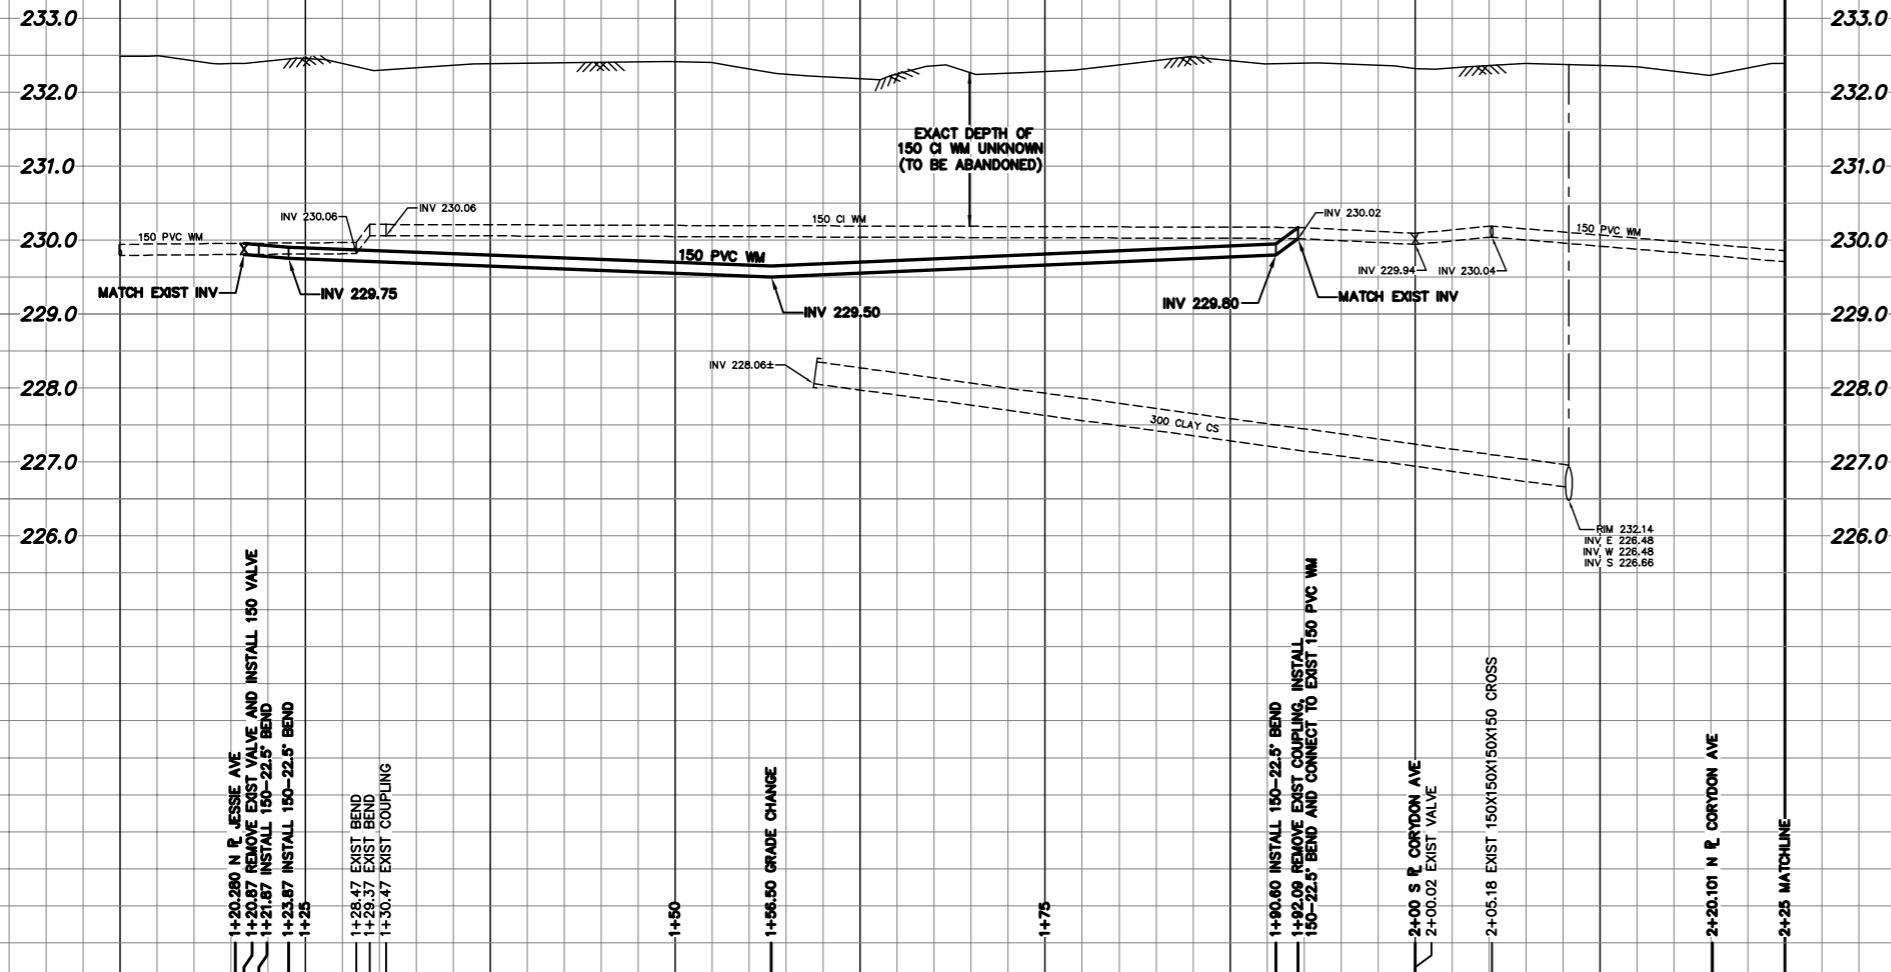 233.0
233.0
232.0
232.0
EXACT DEPTH OF
150 CI WM UNKNOWN
(TO BE ABANDONED)
231.0
231.0
INV 230.06
INV 230.06
150 CI WM
INV 230.02
230.0
150 PVC WM
150 PVC WM
150 PVC WM
230.0
MATCH EXIST INV
INV 229.75
INV 229.50
INV 229.80
MATCH EXIST INV
INV 229.94
INV 230.04
229.0
229.0
INV 228.06±
228.0
228.0
300 CLAY CS
227.0
227.0
RIM 232.14
INV E 226.48
INV W 226.48
INV S 226.66
226.0
226.0
1+20.280 N PL JESSIE AVE
1+20.87 REMOVE EXIST VALVE AND INSTALL 150 VALVE
1+21.87 INSTALL 150-22.5° BEND
1+23.87 INSTALL 150-22.5° BEND
1+25
1+28.47 EXIST BEND
1+29.37 EXIST BEND
1+30.47 EXIST COUPLING
1+50
1+56.50 GRADE CHANGE
1+75
1+90.60 INSTALL 150-22.5° BEND
1+92.09 REMOVE EXIST COUPLING, INSTALL
150-22.5° BEND AND CONNECT TO EXIST 150 PVC WM
2+00 S PL CORYDON AVE
2+00.02 EXIST VALVE
2+05.18 EXIST 150X150X150X150 CROSS
2+20.101 N PL CORYDON AVE
2+25 MATCHLINE